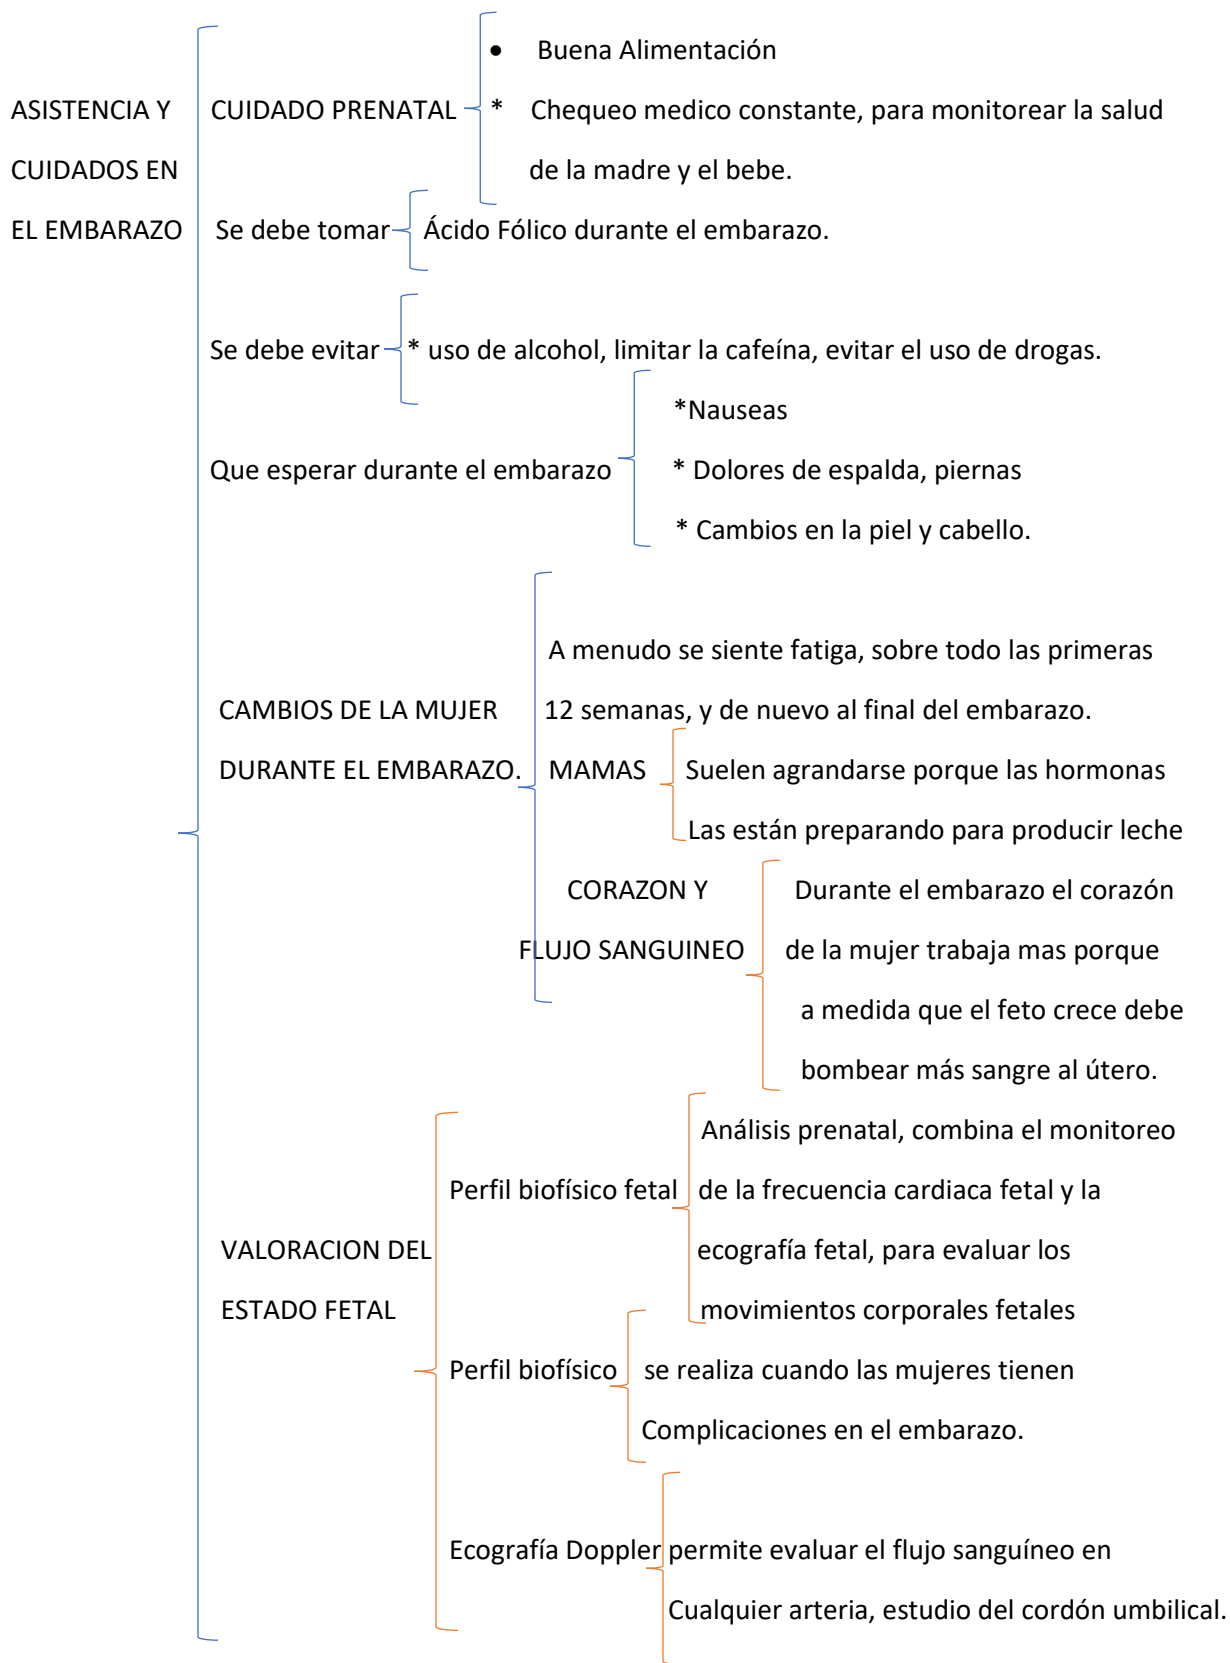 ASISTENCIA Y
CUIDADOS EN
EL EMBARAZO
CUIDADO PRENATAL
• Buena Alimentación
* Chequeo medico constante, para monitorear la salud
de la madre y el bebe.
Se debe tomar
Ácido Fólico durante el embarazo.
Se debe evitar
* uso de alcohol, limitar la cafeína, evitar el uso de drogas.
Que esperar durante el embarazo
*Nauseas
* Dolores de espalda, piernas
* Cambios en la piel y cabello.
CAMBIOS DE LA MUJER
DURANTE EL EMBARAZO.
A menudo se siente fatiga, sobre todo las primeras
12 semanas, y de nuevo al final del embarazo.
MAMAS
Suelen agrandarse porque las hormonas
Las están preparando para producir leche
CORAZON Y
FLUJO SANGUINEO
Durante el embarazo el corazón
de la mujer trabaja mas porque
a medida que el feto crece debe
bombear más sangre al útero.
VALORACION DEL
ESTADO FETAL
Perfil biofísico fetal
Análisis prenatal, combina el monitoreo
de la frecuencia cardiaca fetal y la
ecografía fetal, para evaluar los
movimientos corporales fetales
Perfil biofísico
se realiza cuando las mujeres tienen
Complicaciones en el embarazo.
Ecografía Doppler
permite evaluar el flujo sanguíneo en
Cualquier arteria, estudio del cordón umbilical.